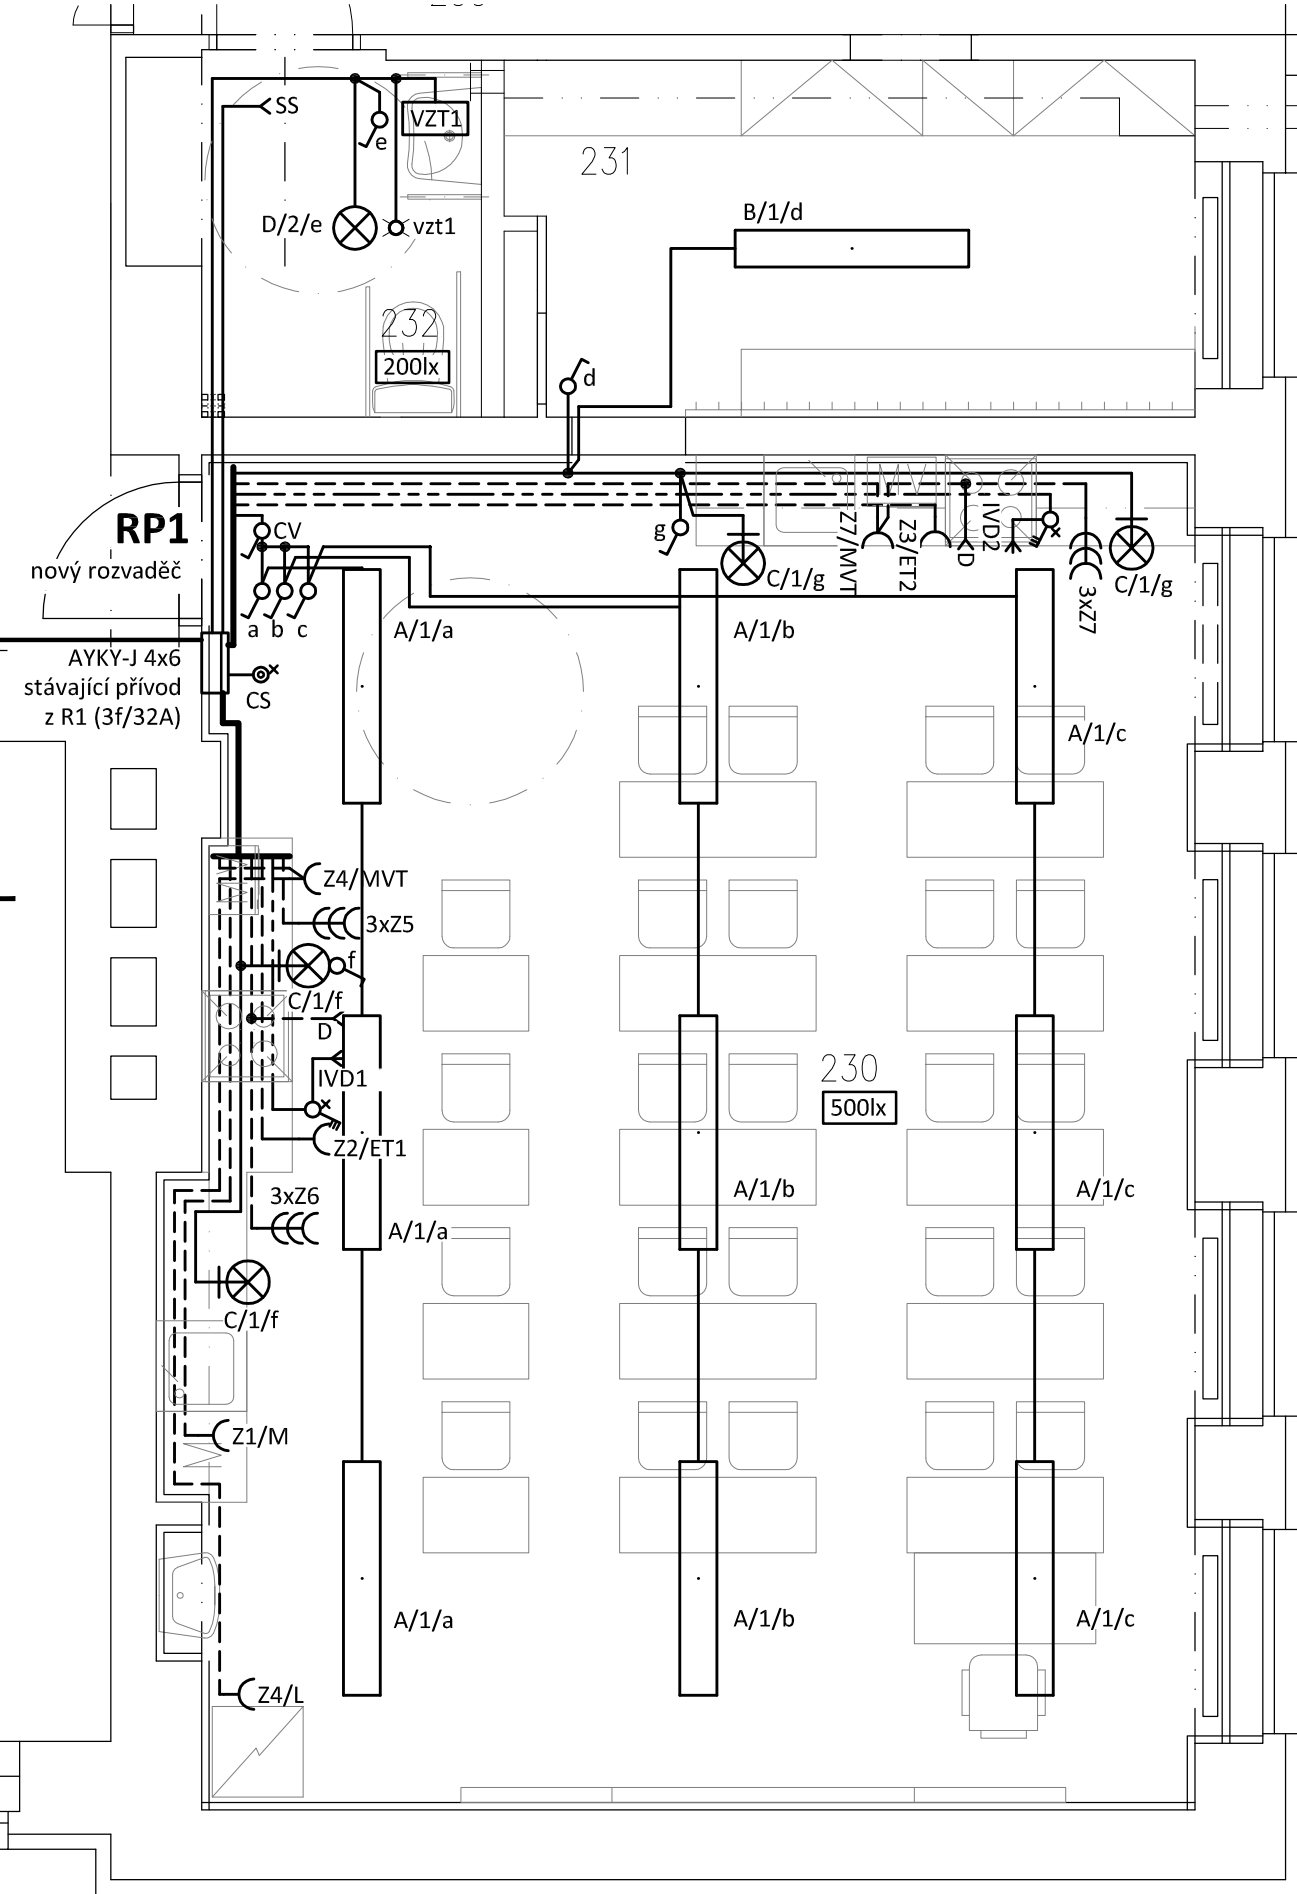 SS
VZT1
e
231
D/2/e
vzt1
B/1/d
232
200lx
d
RP1
nový rozvaděč
CV
g
C/1/g
Z7/MVT
Z3/ET2
D
IVD2
3xZ7
C/1/g
a b c
A/1/a
A/1/b
AYKY-J 4x6
stávající přívod
z R1 (3f/32A)
CS
A/1/c
Z4/MVT
3xZ5
f
C/1/f
D
IVD1
230
500lx
Z2/ET1
3xZ6
A/1/a
A/1/b
A/1/c
C/1/f
Z1/M
A/1/a
A/1/b
A/1/c
Z4/L